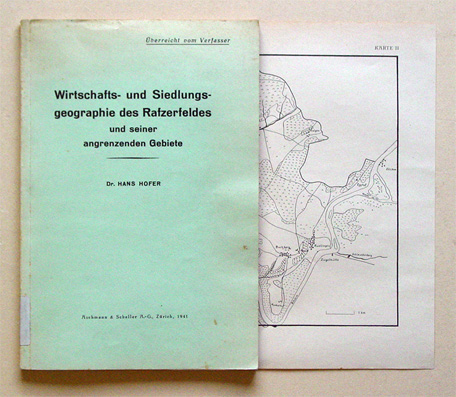 Überreicht vom Verfasser
Wirtschafts- und Siedlungs-
geographie des Rafzerfeldes
und seiner
angrenzenden Gebiete
Dr. HANS HOFER
Aschmann & Scheller A.-G., Zürich, 1941
KARTE II